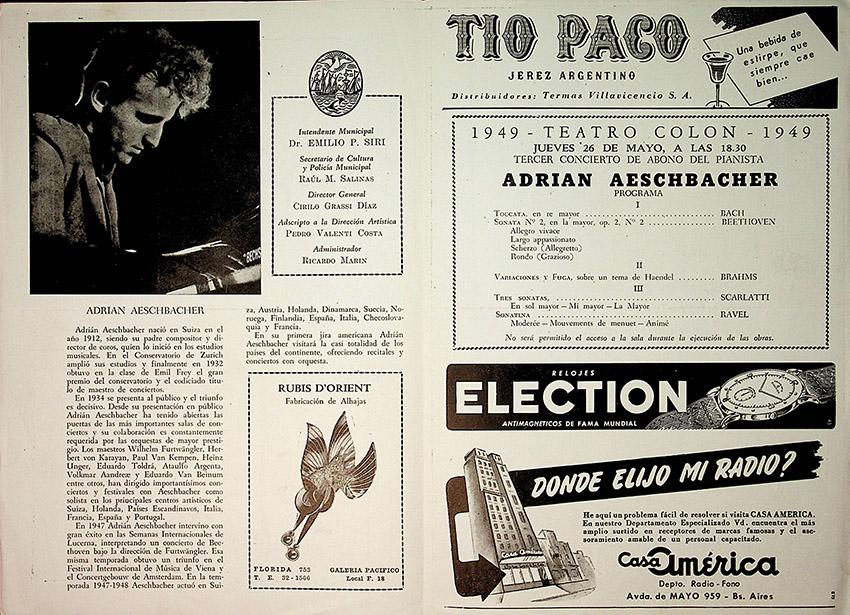 BECHS
Intendente Municipal
Dr. EMILIO P. SIRI
Secretario de Cultura
y Policía Municipal
RAÚL M. SALINAS
Director General
CIRILO GRASSI DÍAZ
Adscripto a la Dirección Artística
PEDRO VALENTI COSTA
Administrador
RICARDO MARIN
ADRIAN AESCHBACHER
Adrián Aeschbacher nació en Suiza en el
año 1912, siendo su padre compositor y di-
rector de coros, quien lo inició en los estudios
musicales. En el Conservatorio de Zurich
amplió sus estudios y finalmente en 1932
obtuvo en la clase de Emil Frey el gran
premio del conservatorio y el codiciado títu-
lo de maestro de conciertos.
En 1934 se presenta al público y el triunfo
es decisivo. Desde su presentación en público
Adrián Aeschbacher ha tenido abiertas las
puertas de las más importantes salas de con-
ciertos y su colaboración es constantemente
requerida por las orquestas de mayor presti-
gio. Los maestros Wilhelm Furtwängler, Her-
bert von Karayan, Paul Van Kempen, Heinz
Unger, Eduardo Toldrá, Ataulfo Argenta,
Volkmar Aandreæ y Eduardo Van Beinum
entre otros, han dirigido importantísimos con-
ciertos y festivales con Aeschbacher como
solista en los principales centros artísticos de
Suiza, Holanda, Países Escandinavos, Italia,
Francia, España y Portugal.
En 1947 Adrián Aeschbacher intervino con
gran éxito en las Semanas Internacionales de
Lucerna, interpretando un concierto de Bee-
thoven bajo la dirección de Furtwängler. Esa
misma temporada obtuvo un triunfo en el
Festival Internacional de Música de Viena y
el Concertgebouw de Amsterdam. En la tem-
porada 1947-1948 Aeschbacher actuó en Sui-
za, Austria, Holanda, Dinamarca, Suecia, No-
ruega, Finlandia, España, Italia, Checoslova-
quia y Francia.
En su primera jira americana Adrián
Aeschbacher visitará la casi totalidad de los
países del continente, ofreciendo recitales y
conciertos con orquesta.
RUBIS D'ORIENT
Fabricación de Alhajas
FLORIDA 753
T. E. 32-1566
GALERIA PACIFICO
Local F. 18
TIO PACO
JEREZ ARGENTINO
Distribuidores: Termas Villavicencio S. A.
Una bebida de
estirpe, que
siempre cae
bien...
1949 - TEATRO COLON - 1949
JUEVES 26 DE MAYO, A LAS 18.30
TERCER CONCIERTO DE ABONO DEL PIANISTA
ADRIAN AESCHBACHER
PROGRAMA
I
TOCCATA, en re mayor ........ BACH
SONATA Nº 2, en la mayor, op. 2, Nº 2 ........ BEETHOVEN
Allegro vivace
Largo appassionato
Scherzo (Allegretto)
Rondo (Grazioso)
II
VARIACIONES Y FUGA, sobre un tema de Haendel ........ BRAHMS
III
TRES SONATAS, ........ SCARLATTI
En sol mayor — Mi mayor — La Mayor
SONATINA ........ RAVEL
Moderée — Mouvements de menuet — Animé
No será permitido el acceso a la sala durante la ejecución de las obras.
RELOJES
ELECTION
ANTIMAGNETICOS DE FAMA MUNDIAL
DONDE ELIJO MI RADIO?
He aquí un problema fácil de resolver si visita CASA AMERICA.
En nuestro Departamento Especializado Vd. encuentra el más
amplio surtido en receptores de marcas famosas y el ase-
soramiento amable de un personal capacitado.
Casa América
Casa América
Depto. Radio - Fono
Avda. de MAYO 959 - Bs. Aires